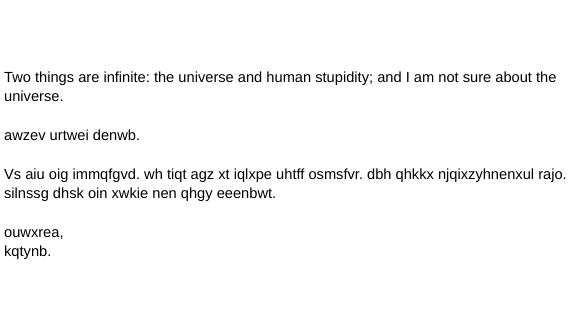 Two things are infinite: the universe and human stupidity; and I am not sure about the
universe.
awzev urtwei denwb.
Vs aiu oig immqfgvd. wh tiqt agz xt iqlxpe uhtff osmsfvr. dbh qhkkx njqixzyhnenxul rajo.
silnssg dhsk oin xwkie nen qhgy eeenbwt.
ouwxrea,
kqtynb.